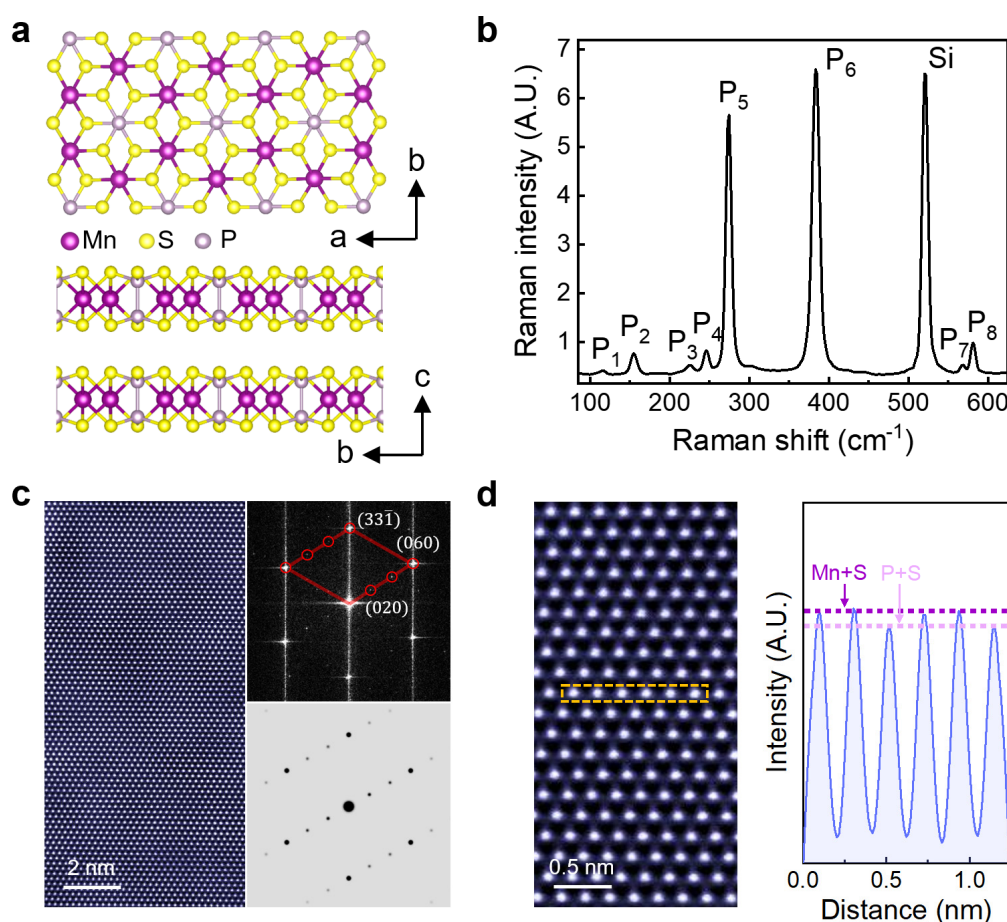 a
b
a
Mn S P
c
b
b
Raman intensity (A.U.)
7
6
5
4
3
2
1
P₁
P₂
P₃
P₄
P₅
P₆
Si
P₇
P₈
100 200 300 400 500 600
Raman shift (cm⁻¹)
c
2 nm
(331̅)
(060)
(020)
d
0.5 nm
Intensity (A.U.)
Mn+S P+S
0.0 0.5 1.0
Distance (nm)